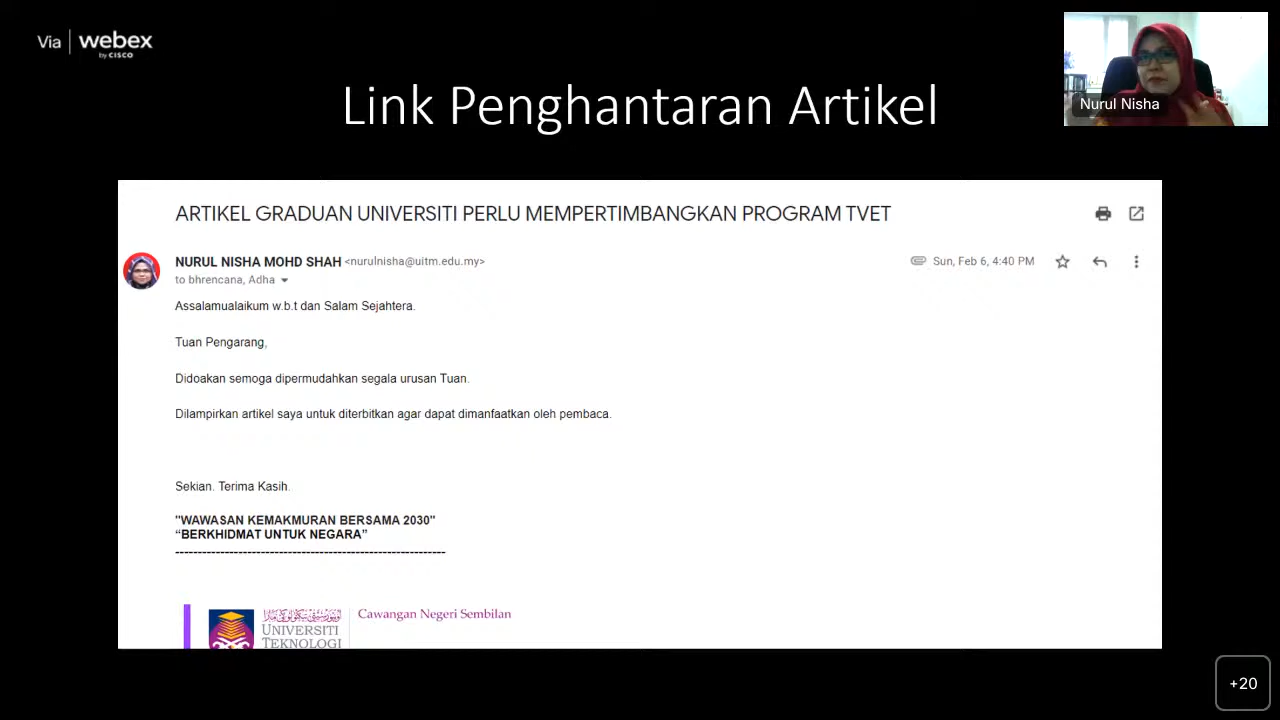 Via webex
by CISCO
Link Penghantaran Artikel
Nurul Nisha
ARTIKEL GRADUAN UNIVERSITI PERLU MEMPERTIMBANGKAN PROGRAM TVET
NURUL NISHA MOHD SHAH <nurulnisha@uitm.edu.my> Sun, Feb 6, 4:40 PM
to bhrencana, Adha
Assalamualaikum w.b.t dan Salam Sejahtera.
Tuan Pengarang,
Didoakan semoga dipermudahkan segala urusan Tuan.
Dilampirkan artikel saya untuk diterbitkan agar dapat dimanfaatkan oleh pembaca.
Sekian. Terima Kasih.
"WAWASAN KEMAKMURAN BERSAMA 2030"
“BERKHIDMAT UNTUK NEGARA”
------------------------------------------------------------
Cawangan Negeri Sembilan
UNIVERSITI
TEKNOLOGI
+20